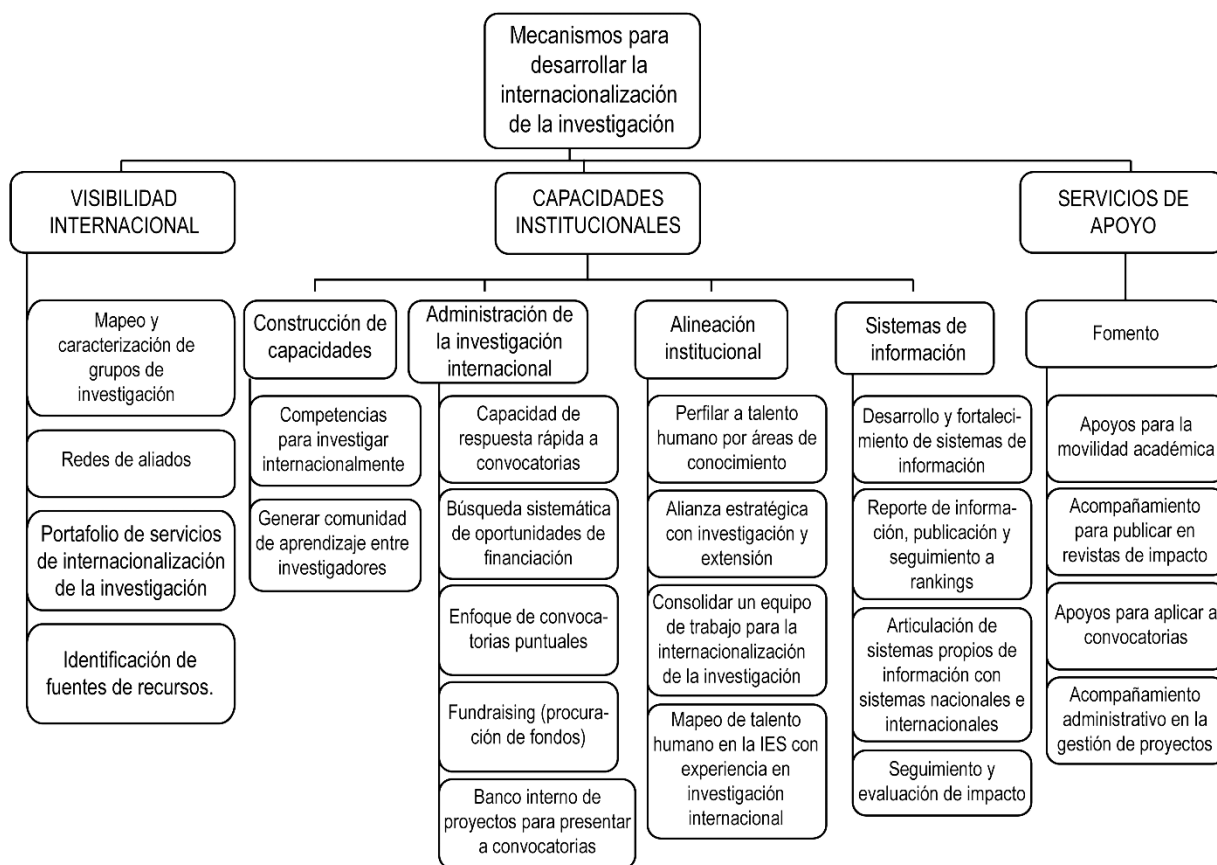 Mecanismos para
desarrollar la
internacionalización
de la investigación
VISIBILIDAD
INTERNACIONAL
CAPACIDADES
INSTITUCIONALES
SERVICIOS DE
APOYO
Mapeo y
caracterización de
grupos de
investigación
Redes de aliados
Portafolio de servicios
de internacionalización
de la investigación
Identificación de
fuentes de recursos.
Construcción de
capacidades
Competencias
para investigar
internacionalmente
Generar comunidad
de aprendizaje entre
investigadores
Administración de
la investigación
internacional
Capacidad de
respuesta rápida a
convocatorias
Búsqueda sistemática
de oportunidades de
financiación
Enfoque de convoca-
torias puntuales
Fundraising (procura-
ción de fondos)
Banco interno de
proyectos para presentar
a convocatorias
Alineación
institucional
Perfilar a talento
humano por áreas de
conocimiento
Alianza estratégica
con investigación y
extensión
Consolidar un equipo
de trabajo para la
internacionalización
de la investigación
Mapeo de talento
humano en la IES con
experiencia en
investigación
internacional
Sistemas de
información
Desarrollo y fortaleci-
miento de sistemas de
información
Reporte de informa-
ción, publicación y
seguimiento a
rankings
Articulación de
sistemas propios de
información con
sistemas nacionales e
internacionales
Seguimiento y
evaluación de impacto
Fomento
Apoyos para la
movilidad académica
Acompañamiento
para publicar en
revistas de impacto
Apoyos para aplicar a
convocatorias
Acompañamiento
administrativo en la
gestión de proyectos